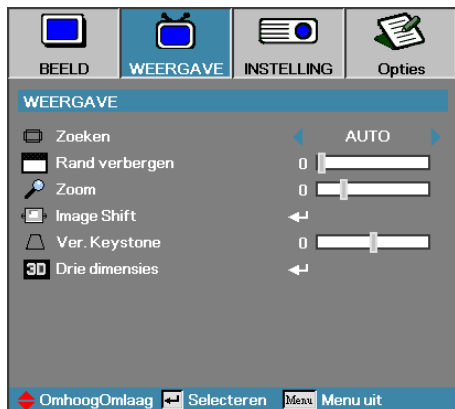 BEELD WEERGAVE INSTELLING Opties
WEERGAVE
Zoeken AUTO
Rand verbergen 0
Zoom 0
Image Shift
Ver. Keystone 0
3D Drie dimensies
OmhoogOmlaag Selecteren Menu Menu uit